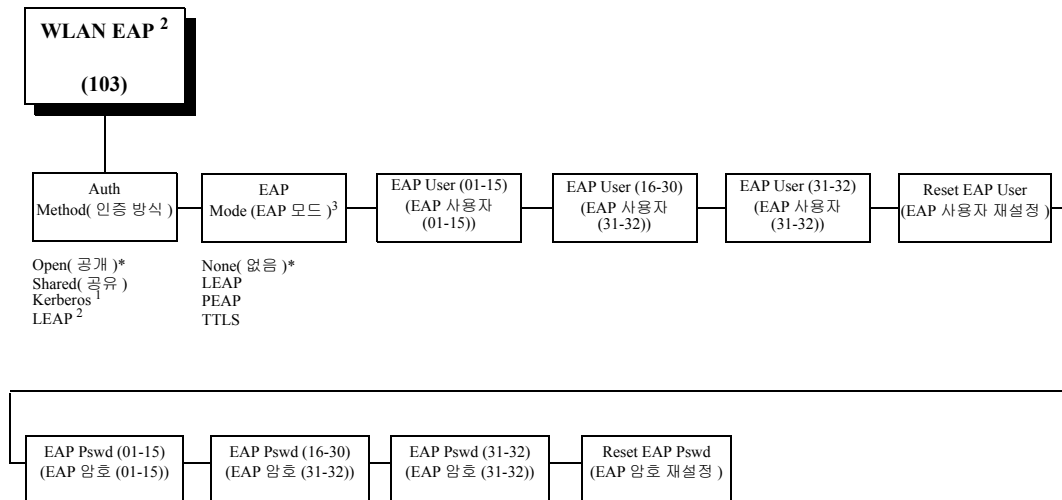 WLAN EAP 2
(103)
Auth
Method( 인증 방식 )
EAP
Mode (EAP 모드 )3
EAP User (01-15)
(EAP 사용자
(01-15))
EAP User (16-30)
(EAP 사용자
(31-32))
EAP User (31-32)
(EAP 사용자
(31-32))
Reset EAP User
(EAP 사용자 재설정 )
Open( 공개 )*
Shared( 공유 )
Kerberos 1
LEAP 2
None( 없음 )*
LEAP
PEAP
TTLS
EAP Pswd (01-15)
(EAP 암호 (01-15))
EAP Pswd (16-30)
(EAP 암호 (31-32))
EAP Pswd (31-32)
(EAP 암호 (31-32))
Reset EAP Pswd
(EAP 암호 재설정 )